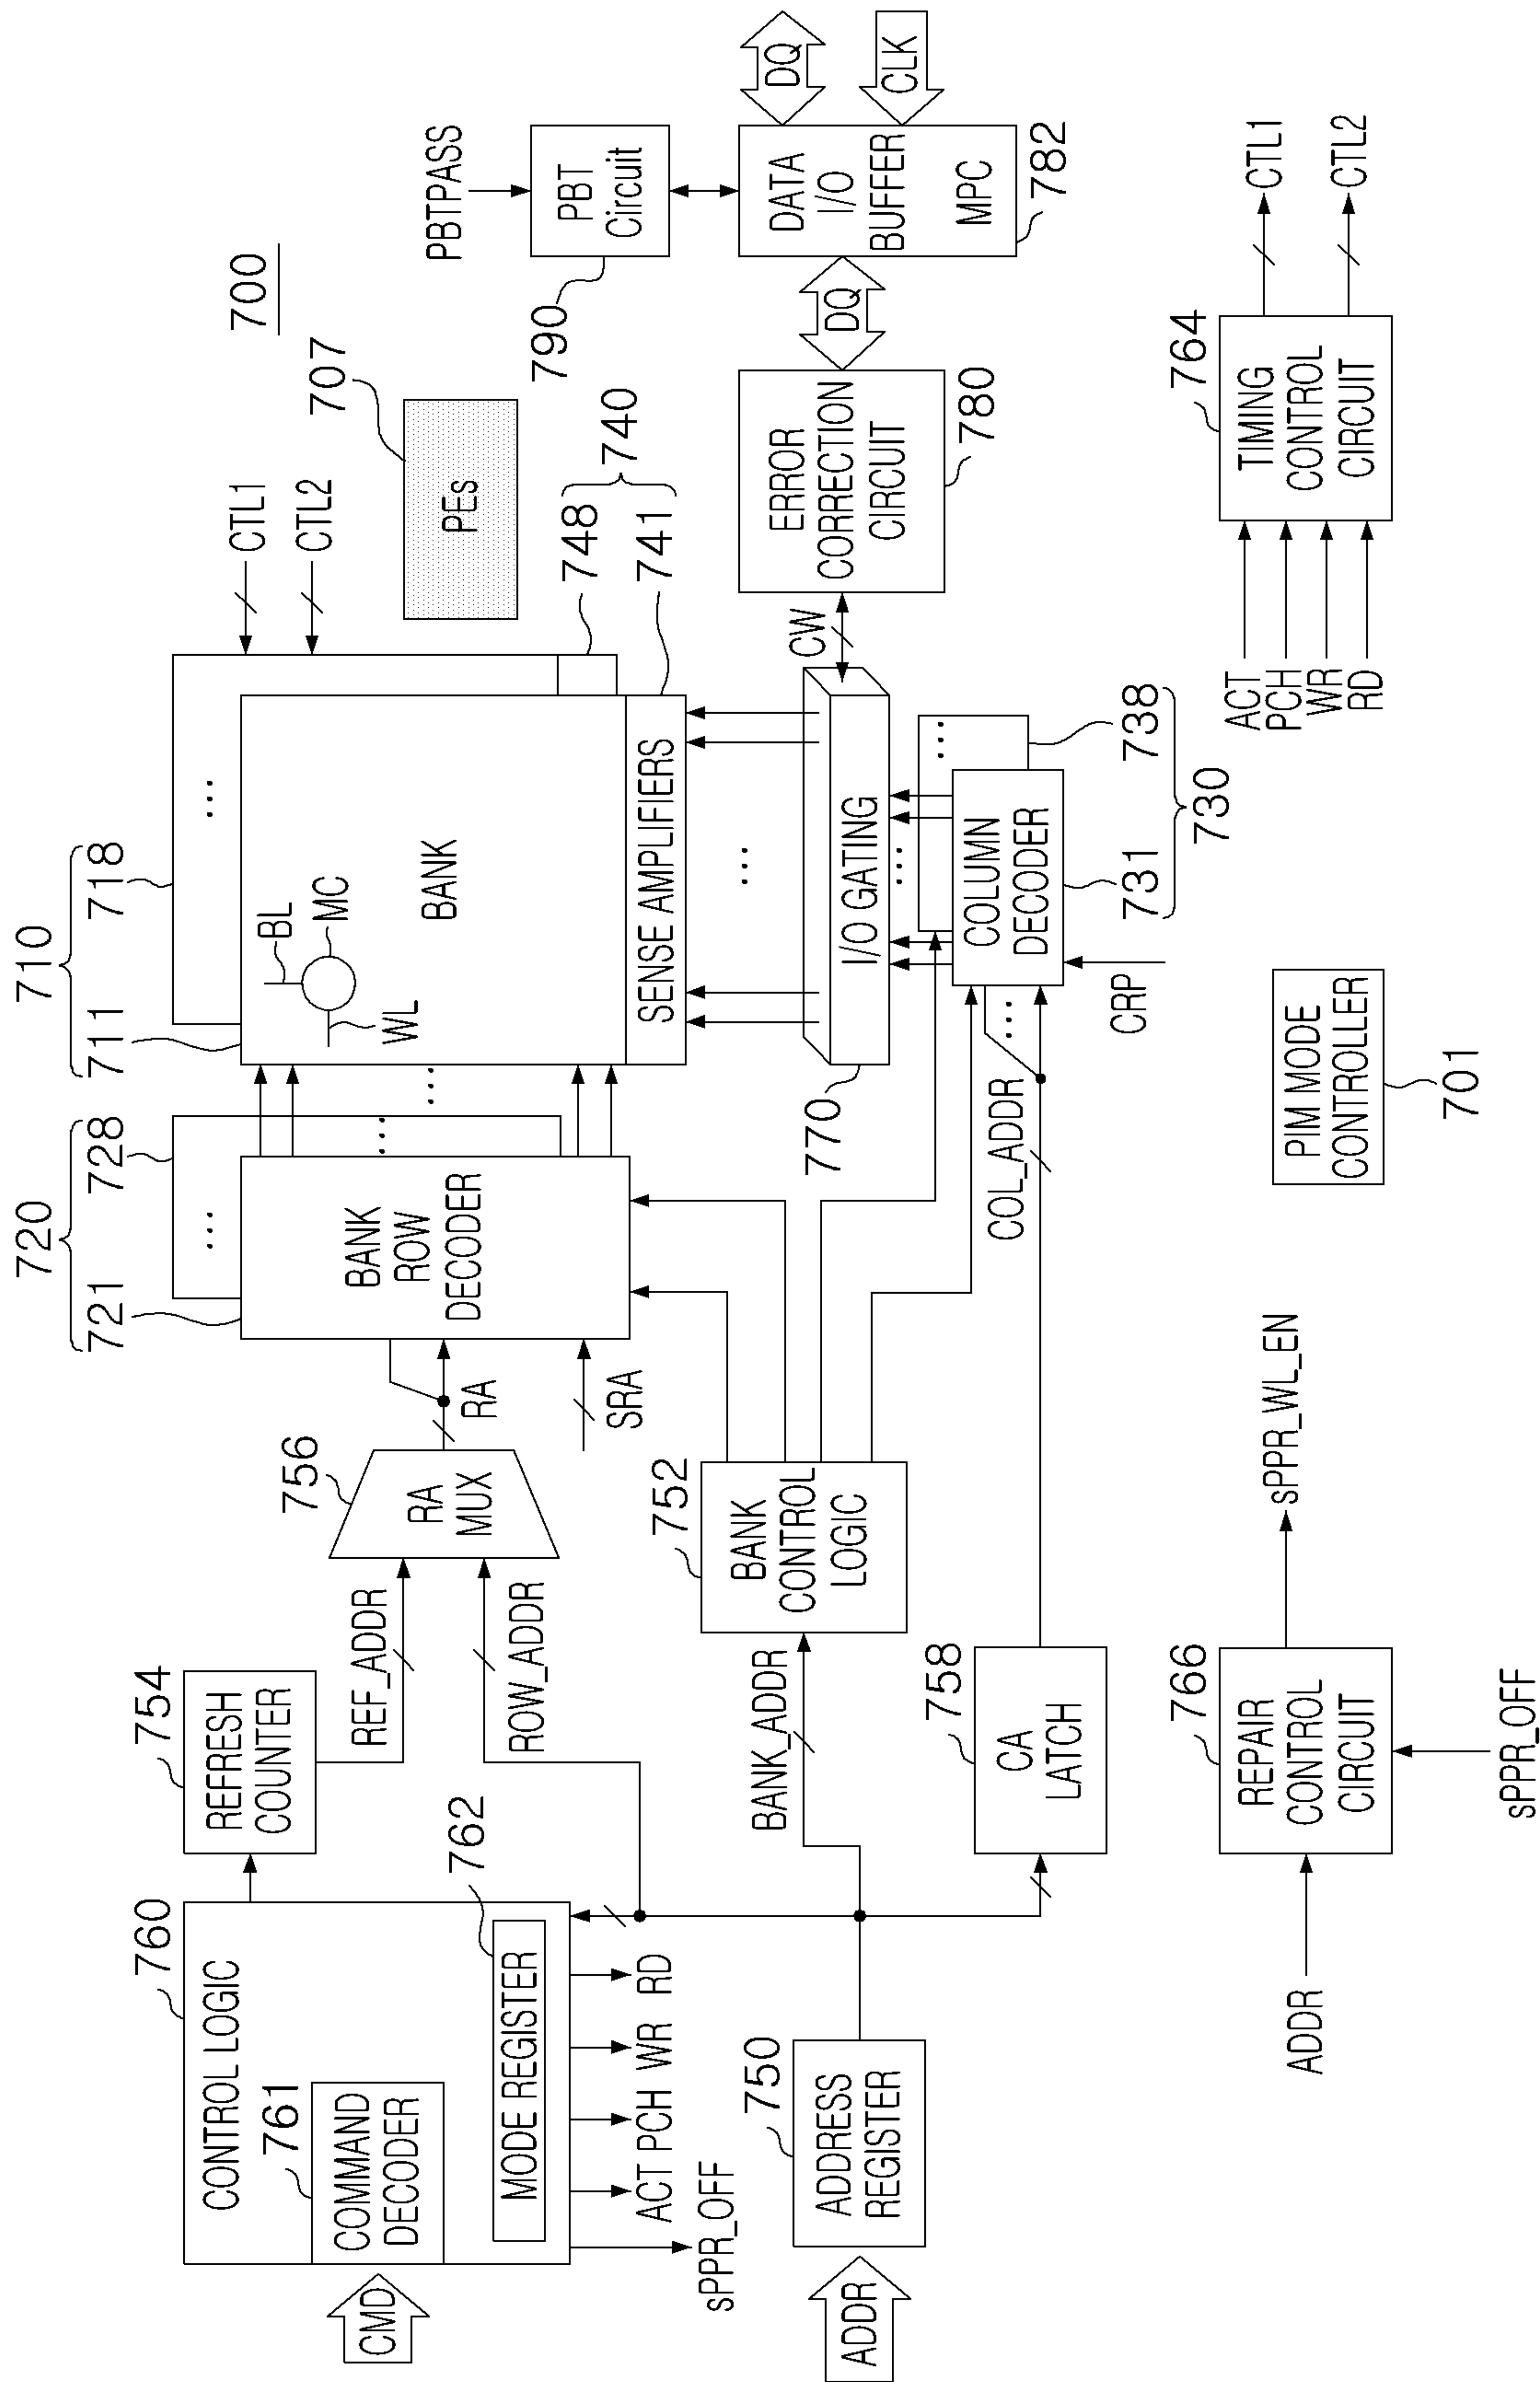 700
CMD
760
CONTROL LOGIC
761
COMMAND
DECODER
762
MODE REGISTER
sPPR_OFF
ACT
PCH
WR
RD
754
REFRESH
COUNTER
REF_ADDR
ROW_ADDR
756
RA
MUX
RA
SRA
720
721
728
...
BANK
ROW
DECODER
...
...
710
711
718
...
BL
MC
WL
BANK
SENSE AMPLIFIERS
CTL1
CTL2
707
PEs
748
741
740
PBTPASS
790
PBT
Circuit
ADDR
750
ADDRESS
REGISTER
BANK_ADDR
752
BANK
CONTROL
LOGIC
758
CA
LATCH
COL_ADDR
...
770
I/O GATING
...
...
...
COLUMN
DECODER
CRP
731
738
730
CW
ERROR
CORRECTION
CIRCUIT
780
DQ
DATA
I/O
BUFFER
MPC
782
DQ
CLK
ADDR
766
REPAIR
CONTROL
CIRCUIT
sPPR_OFF
sPPR_WL_EN
PIM MODE
CONTROLLER
701
ACT
PCH
WR
RD
764
TIMING
CONTROL
CIRCUIT
CTL1
CTL2